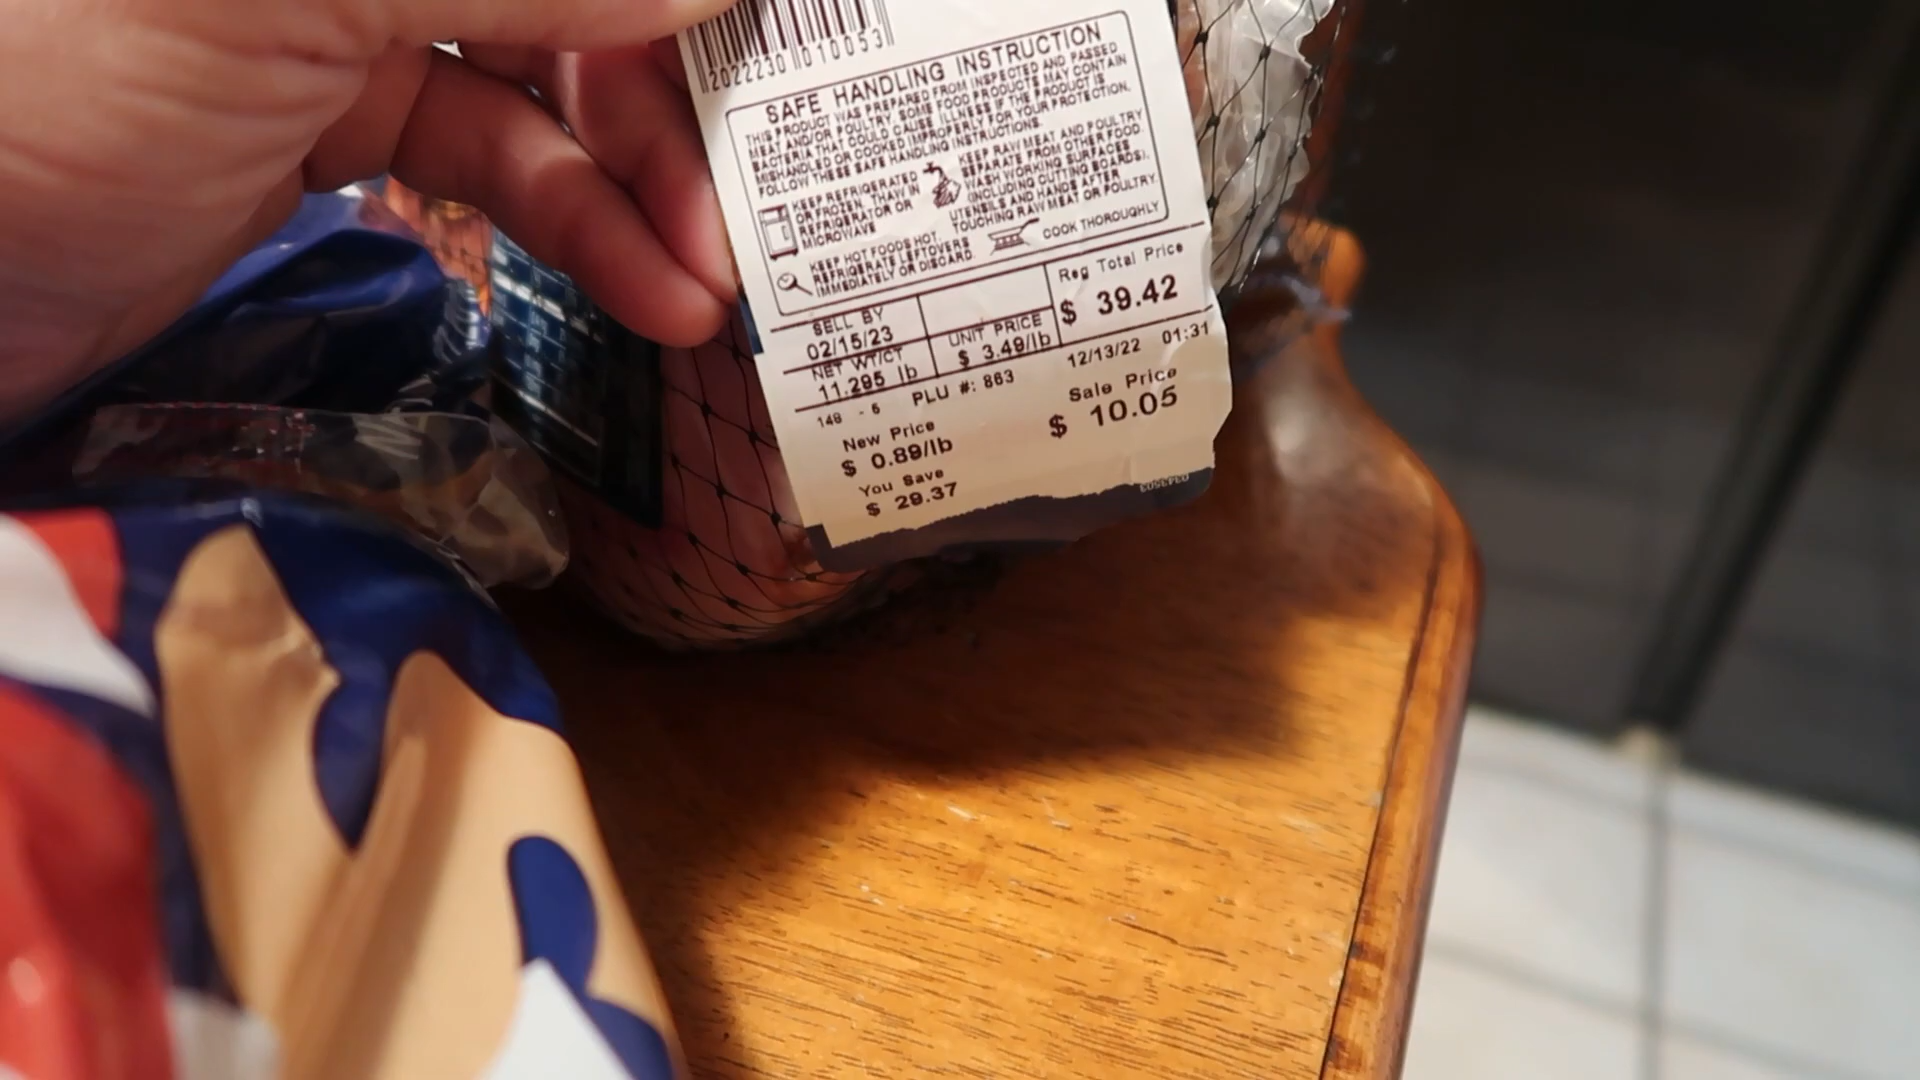 2022230 010053
SAFE HANDLING INSTRUCTION
THIS PRODUCT WAS PREPARED FROM INSPECTED AND PASSED
MEAT AND/OR POULTRY. SOME FOOD PRODUCTS MAY CONTAIN
BACTERIA THAT COULD CAUSE ILLNESS IF THE PRODUCT IS
MISHANDLED OR COOKED IMPROPERLY. FOR YOUR PROTECTION,
FOLLOW THESE SAFE HANDLING INSTRUCTIONS.
KEEP REFRIGERATED
OR FROZEN. THAW IN
REFRIGERATOR OR
MICROWAVE
KEEP RAW MEAT AND POULTRY
SEPARATE FROM OTHER FOOD.
WASH WORKING SURFACES
(INCLUDING CUTTING BOARDS),
UTENSILS AND HANDS AFTER
TOUCHING RAW MEAT OR POULTRY.
KEEP HOT FOODS HOT.
REFRIGERATE LEFTOVERS
IMMEDIATELY OR DISCARD.
COOK THOROUGHLY
SELL BY
02/15/23
NET WT/CT
11.295 lb
UNIT PRICE
$ 3.49/lb
Reg Total Price
$ 39.42
148 - 6 PLU #: 863
12/13/22 01:31
New Price
$ 0.89/lb
Sale Price
$ 10.05
You Save
$ 29.37